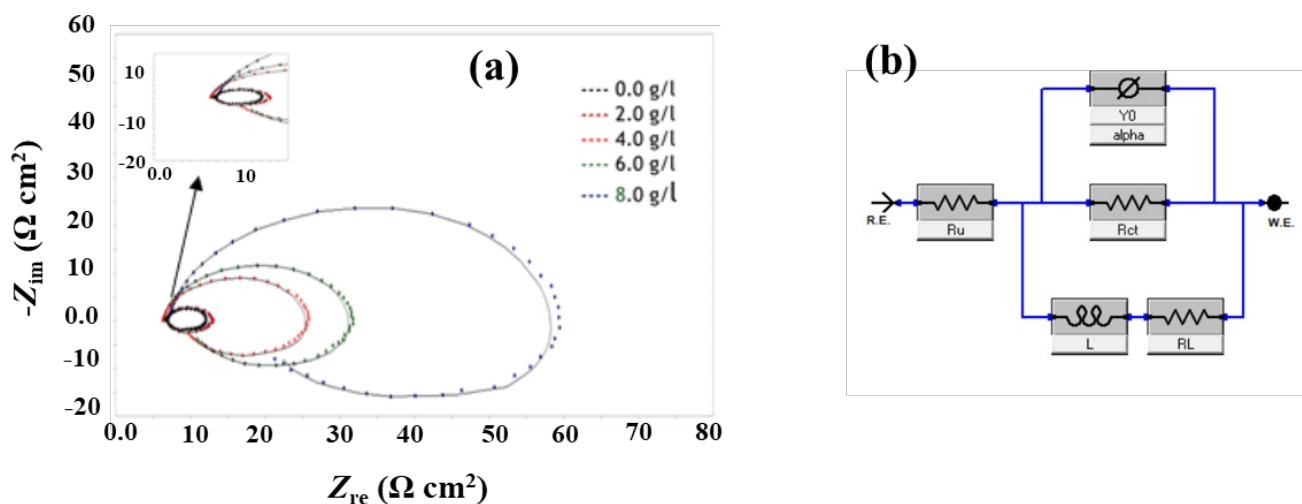 (a)
60
50
40
30
20
10
0.0
-10
-20
-Zim (Ω cm²)
10
-10
-20
0.0 10
0.0 g/l
2.0 g/l
4.0 g/l
6.0 g/l
8.0 g/l
0.0 10 20 30 40 50 60 70 80
Zre (Ω cm²)
(b)
Y0
alpha
R.E.
Ru
Rct
W.E.
L
RL